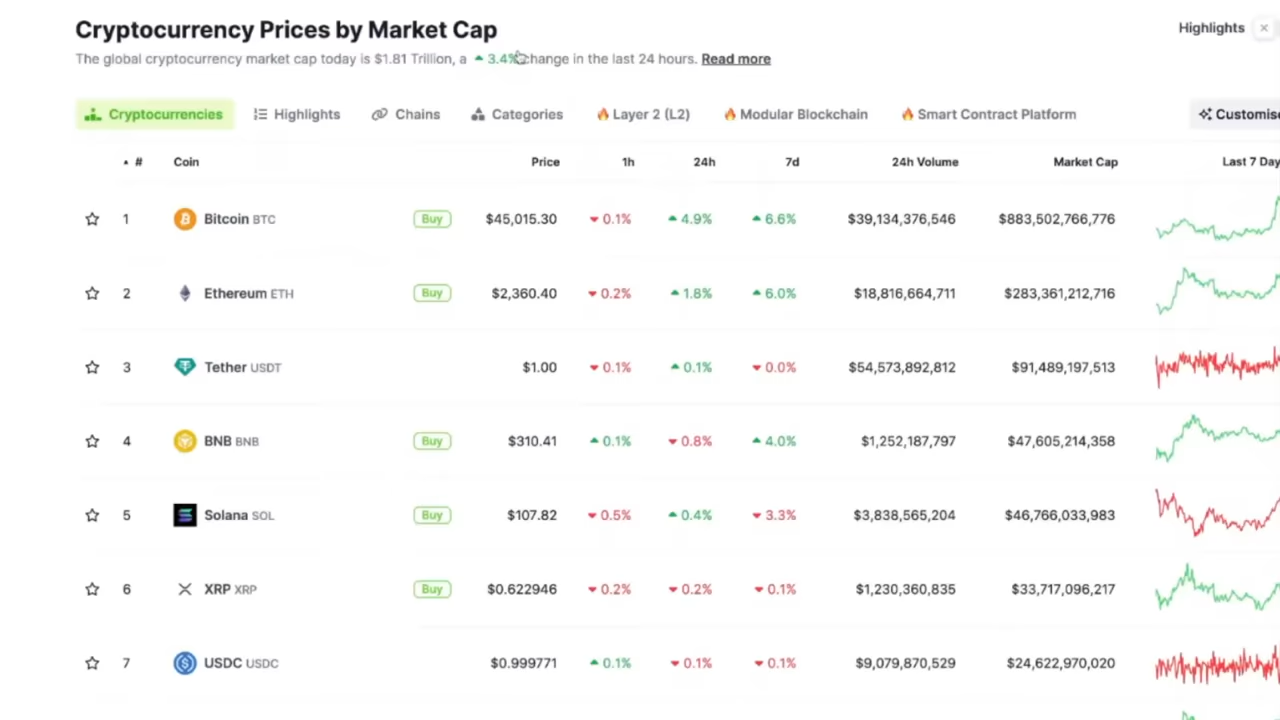 Cryptocurrency Prices by Market Cap
Highlights ×
The global cryptocurrency market cap today is $1.81 Trillion, a 3.4% change in the last 24 hours. Read more
Cryptocurrencies Highlights Chains Categories Layer 2 (L2) Modular Blockchain Smart Contract Platform Customise
# Coin Price 1h 24h 7d 24h Volume Market Cap Last 7 Day
1 Bitcoin BTC Buy $45,015.30 0.1% 4.9% 6.6% $39,134,376,546 $883,502,766,776
2 Ethereum ETH Buy $2,360.40 0.2% 1.8% 6.0% $18,816,664,711 $283,361,212,716
3 Tether USDT $1.00 0.1% 0.1% 0.0% $54,573,892,812 $91,489,197,513
4 BNB BNB Buy $310.41 0.1% 0.8% 4.0% $1,252,187,797 $47,605,214,358
5 Solana SOL Buy $107.82 0.5% 0.4% 3.3% $3,838,565,204 $46,766,033,983
6 XRP XRP Buy $0.622946 0.2% 0.2% 0.1% $1,230,360,835 $33,717,096,217
7 USDC USDC $0.999771 0.1% 0.1% 0.1% $9,079,870,529 $24,622,970,020